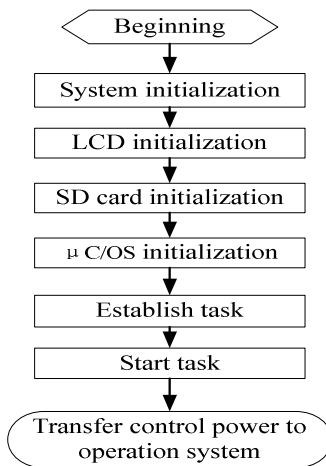 Beginning
System initialization
LCD initialization
SD card initialization
μC/OS initialization
Establish task
Start task
Transfer control power to
operation system